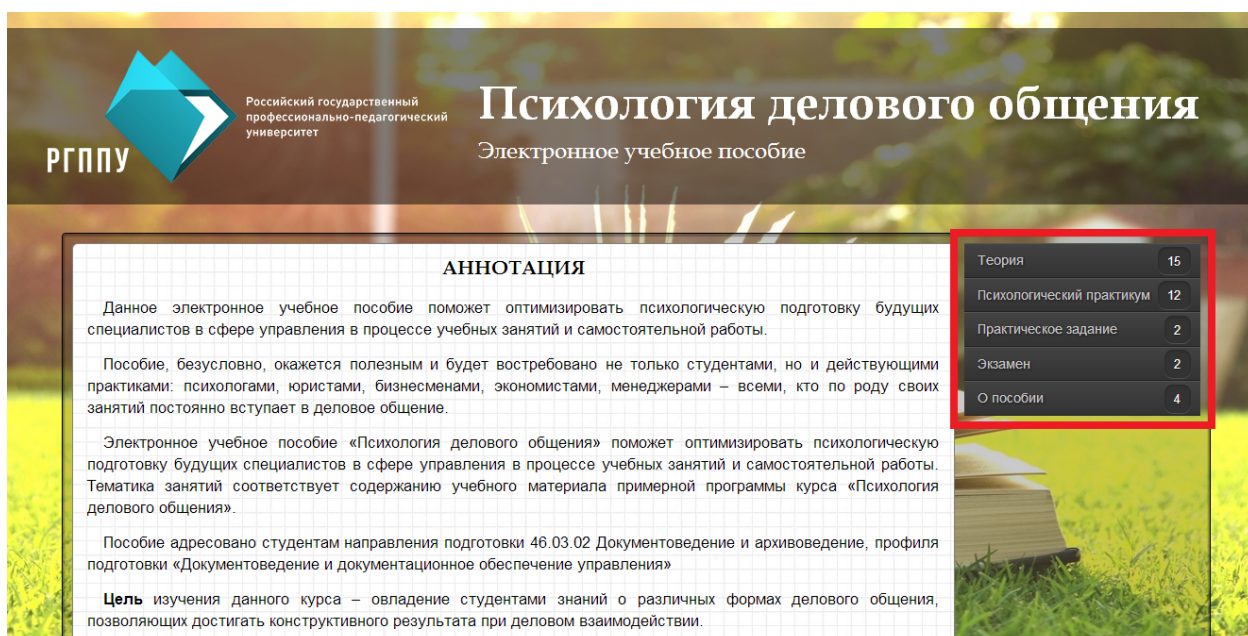 РГППУ
Российский государственный
профессионально-педагогический
университет
Психология делового общения
Электронное учебное пособие
АННОТАЦИЯ
Данное электронное учебное пособие поможет оптимизировать психологическую подготовку будущих
специалистов в сфере управления в процессе учебных занятий и самостоятельной работы.
Пособие, безусловно, окажется полезным и будет востребовано не только студентами, но и действующими
практиками: психологами, юристами, бизнесменами, экономистами, менеджерами – всеми, кто по роду своих
занятий постоянно вступает в деловое общение.
Электронное учебное пособие «Психология делового общения» поможет оптимизировать психологическую
подготовку будущих специалистов в сфере управления в процессе учебных занятий и самостоятельной работы.
Тематика занятий соответствует содержанию учебного материала примерной программы курса «Психология
делового общения».
Пособие адресовано студентам направления подготовки 46.03.02 Документоведение и архивоведение, профиля
подготовки «Документоведение и документационное обеспечение управления»
Цель изучения данного курса – овладение студентами знаний о различных формах делового общения,
позволяющих достигать конструктивного результата при деловом взаимодействии.
Теория 15
Психологический практикум 12
Практическое задание 2
Экзамен 2
О пособии 4